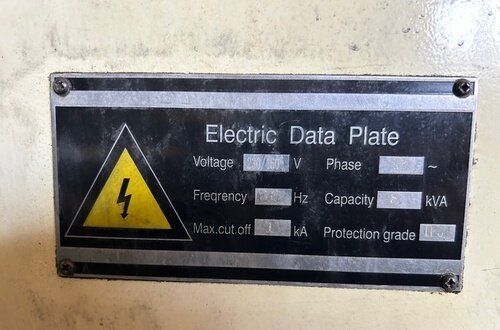 Electric Data Plate
Voltage V Phase ~
Freqrency Hz Capacity kVA
Max.cut.off kA Protection grade